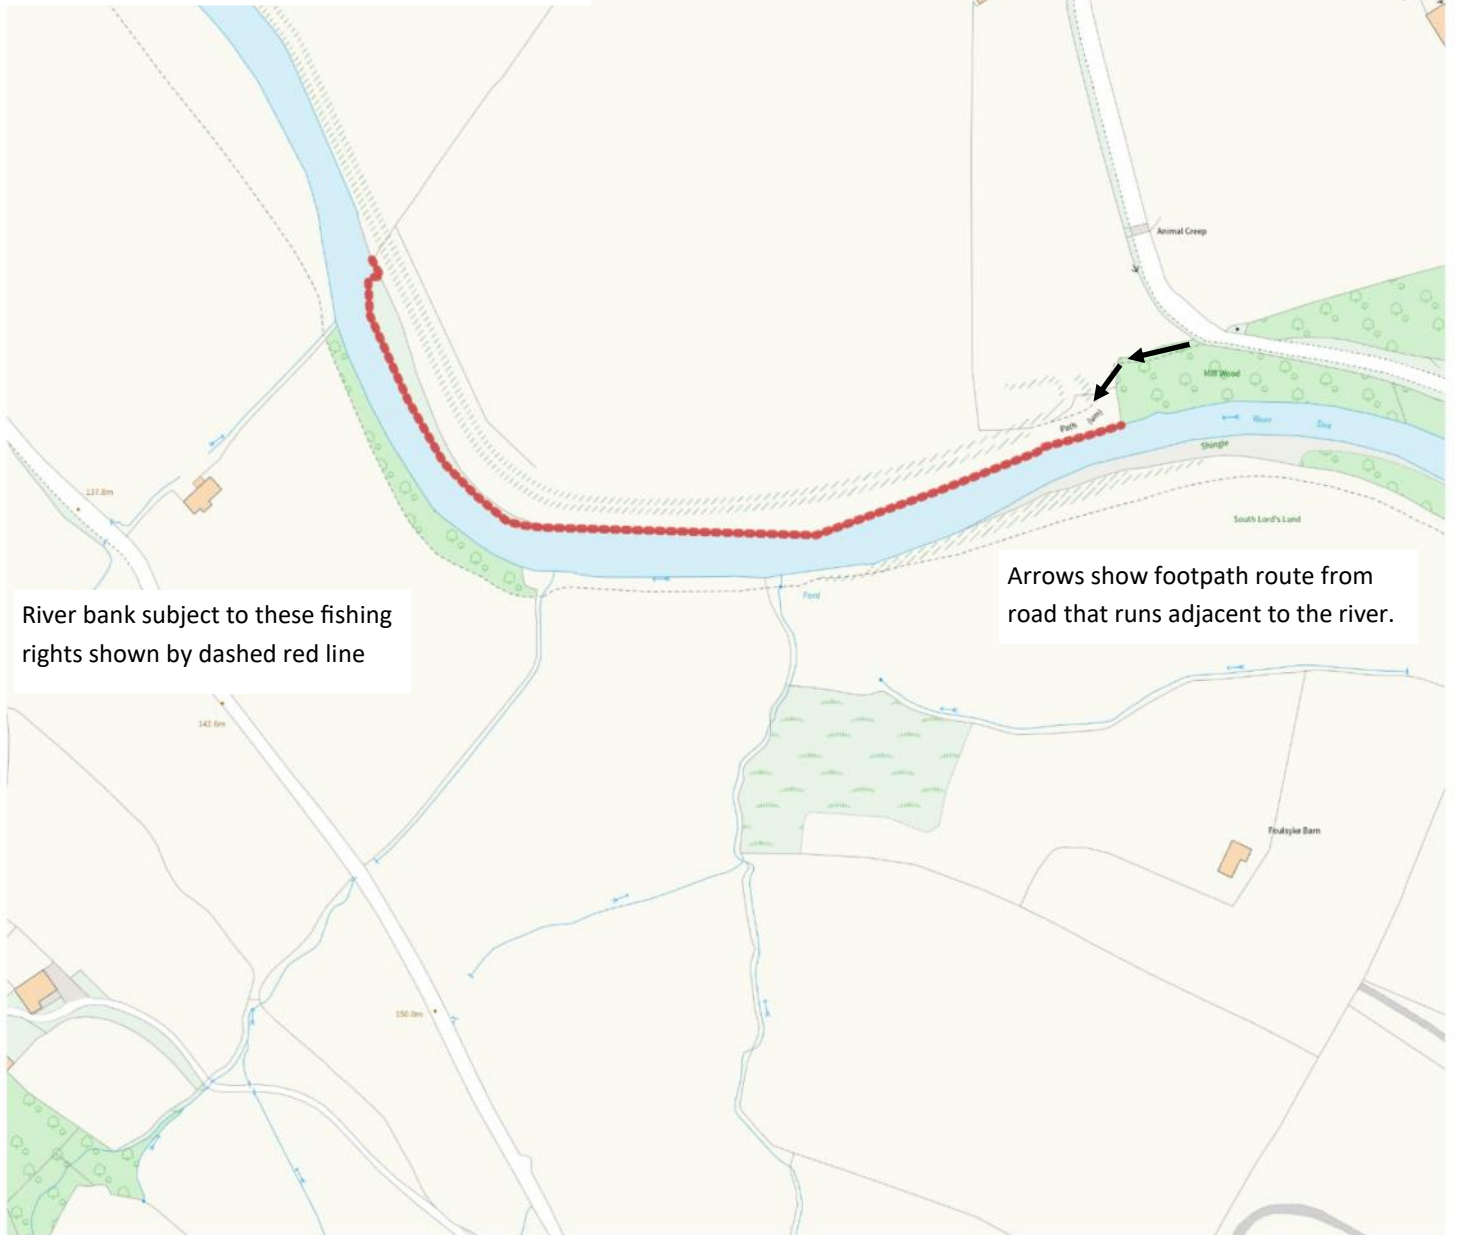 Animal Creep
Mill Wood
River Dee
Path (um)
Shingle
137.8m
South Lord's Land
Arrows show footpath route from
road that runs adjacent to the river.
River bank subject to these fishing
rights shown by dashed red line
Ford
142.6m
Foulsyke Barn
150.0m